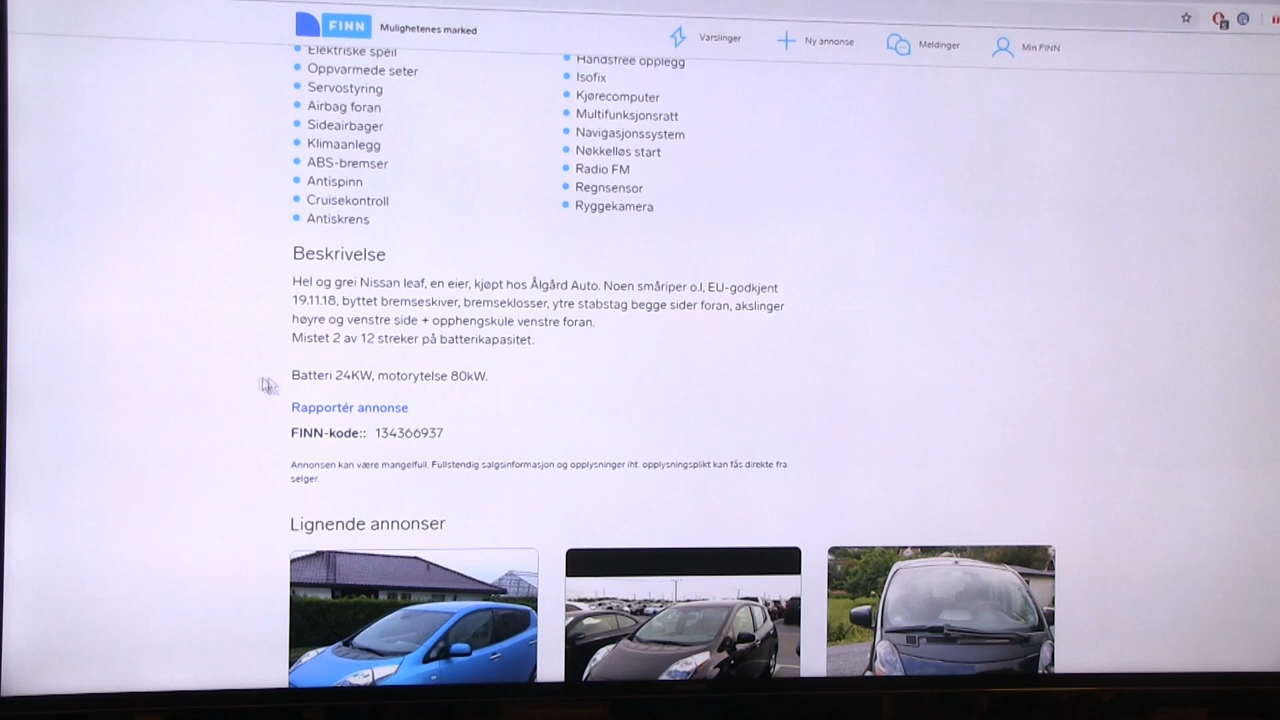 FINN Mulighetenes marked
Varslinger
Ny annonse
Meldinger
Min FINN
Elektriske speil
Oppvarmede seter
Servostyring
Airbag foran
Sideairbager
Klimaanlegg
ABS-bremser
Antispinn
Cruisekontroll
Antiskrens
Handsfree opplegg
Isofix
Kjørecomputer
Multifunksjonsratt
Navigasjonssystem
Nøkkelløs start
Radio FM
Regnsensor
Ryggekamera
Beskrivelse
Hel og grei Nissan leaf, en eier, kjøpt hos Ålgård Auto. Noen småriper o.l, EU-godkjent
19.11.18, byttet bremseskiver, bremseklosser, ytre stabstag begge sider foran, akslinger
høyre og venstre side + opphengskule venstre foran.
Mistet 2 av 12 streker på batterikapasitet.
Batteri 24KW, motorytelse 80kW.
Rapportér annonse
FINN-kode:: 134366937
Annonsen kan være mangelfull. Fullstendig salgsinformasjon og opplysninger iht. opplysningsplikt kan fås direkte fra
selger.
Lignende annonser